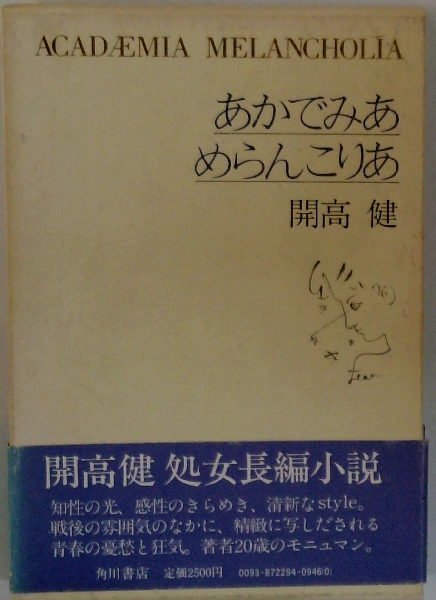 ACADÆMIA MELANCHOLIA
あかでみあ
めらんこりあ
開高 健
開高健 処女長編小説
知性の光、感性のきらめき、清新なstyle。
戦後の雰囲気のなかに、精緻に写しだされる
青春の憂愁と狂気。著者20歳のモニュマン。
角川書店 定価2500円 0093-872294-0946(0)